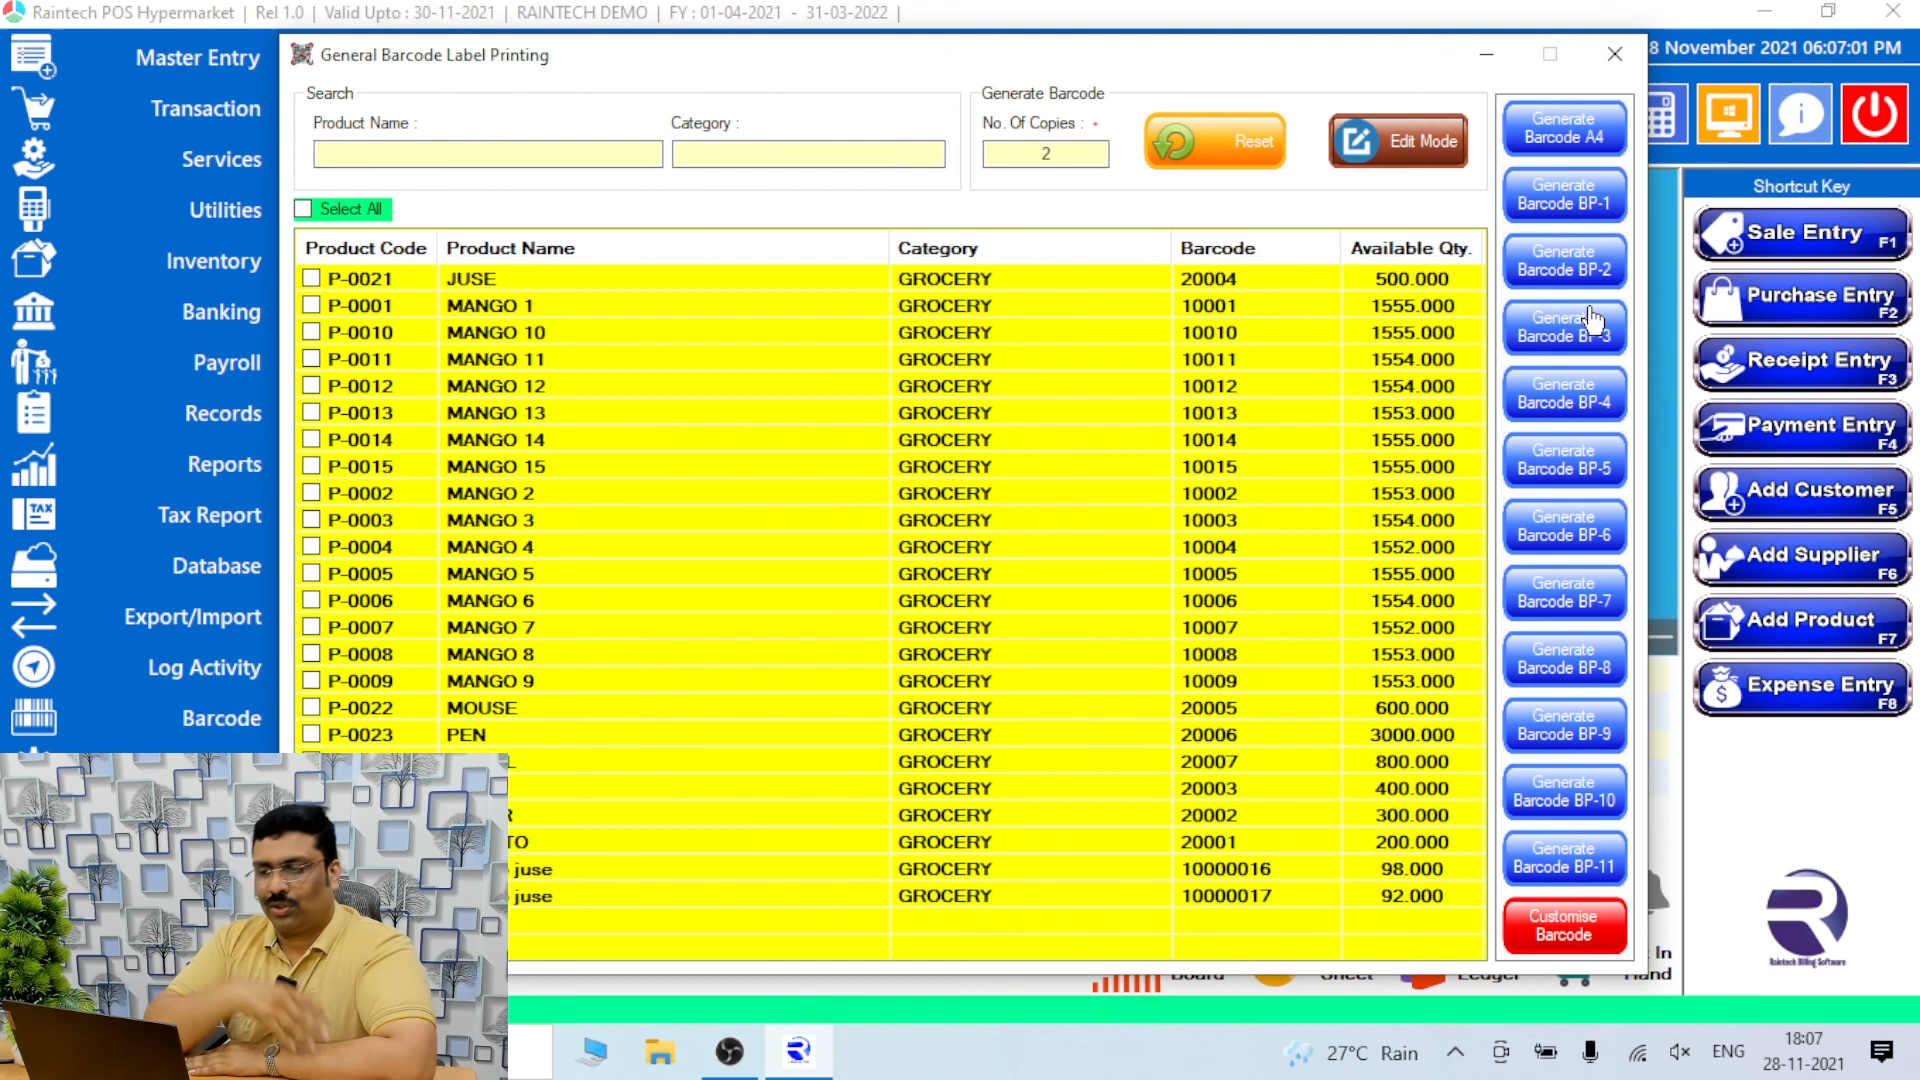 Raintech POS Hypermarket | Rel 1.0 | Valid Upto : 30-11-2021 | RAINTECH DEMO | FY : 01-04-2021 - 31-03-2022 |
8 November 2021 06:07:01 PM
Master Entry
Transaction
Services
Utilities
Inventory
Banking
Payroll
Records
Reports
TAX
Tax Report
Database
Export/Import
Log Activity
Barcode
General Barcode Label Printing
Search
Product Name :
Category :
Generate Barcode
No. Of Copies : *
2
Reset
Edit Mode
Select All
Product Code Product Name Category Barcode Available Qty.
P-0021 JUSE GROCERY 20004 500.000
P-0001 MANGO 1 GROCERY 10001 1555.000
P-0010 MANGO 10 GROCERY 10010 1555.000
P-0011 MANGO 11 GROCERY 10011 1554.000
P-0012 MANGO 12 GROCERY 10012 1554.000
P-0013 MANGO 13 GROCERY 10013 1553.000
P-0014 MANGO 14 GROCERY 10014 1555.000
P-0015 MANGO 15 GROCERY 10015 1555.000
P-0002 MANGO 2 GROCERY 10002 1553.000
P-0003 MANGO 3 GROCERY 10003 1554.000
P-0004 MANGO 4 GROCERY 10004 1552.000
P-0005 MANGO 5 GROCERY 10005 1555.000
P-0006 MANGO 6 GROCERY 10006 1554.000
P-0007 MANGO 7 GROCERY 10007 1552.000
P-0008 MANGO 8 GROCERY 10008 1553.000
P-0009 MANGO 9 GROCERY 10009 1553.000
P-0022 MOUSE GROCERY 20005 600.000
P-0023 PEN GROCERY 20006 3000.000
L GROCERY 20007 800.000
GROCERY 20003 400.000
R GROCERY 20002 300.000
TO GROCERY 20001 200.000
juse GROCERY 10000016 98.000
juse GROCERY 10000017 92.000
Generate
Barcode A4
Generate
Barcode BP-1
Generate
Barcode BP-2
Generate
Barcode BP-3
Generate
Barcode BP-4
Generate
Barcode BP-5
Generate
Barcode BP-6
Generate
Barcode BP-7
Generate
Barcode BP-8
Generate
Barcode BP-9
Generate
Barcode BP-10
Generate
Barcode BP-11
Customise
Barcode
Shortcut Key
Sale Entry F1
Purchase Entry F2
Receipt Entry F3
Payment Entry F4
Add Customer F5
Add Supplier F6
Add Product F7
Expense Entry F8
Raintech Billing Software
In
Board Sheet Ledger Hand
27°C Rain
ENG
18:07
28-11-2021